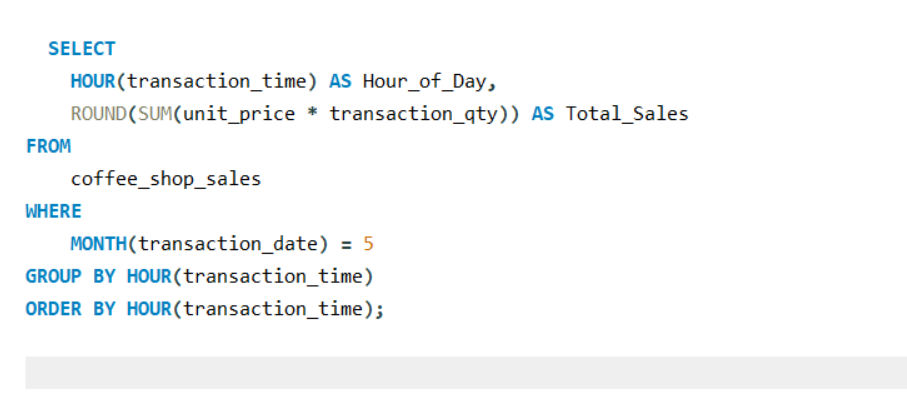 SELECT
HOUR(transaction_time) AS Hour_of_Day,
ROUND(SUM(unit_price * transaction_qty)) AS Total_Sales
FROM
coffee_shop_sales
WHERE
MONTH(transaction_date) = 5
GROUP BY HOUR(transaction_time)
ORDER BY HOUR(transaction_time);